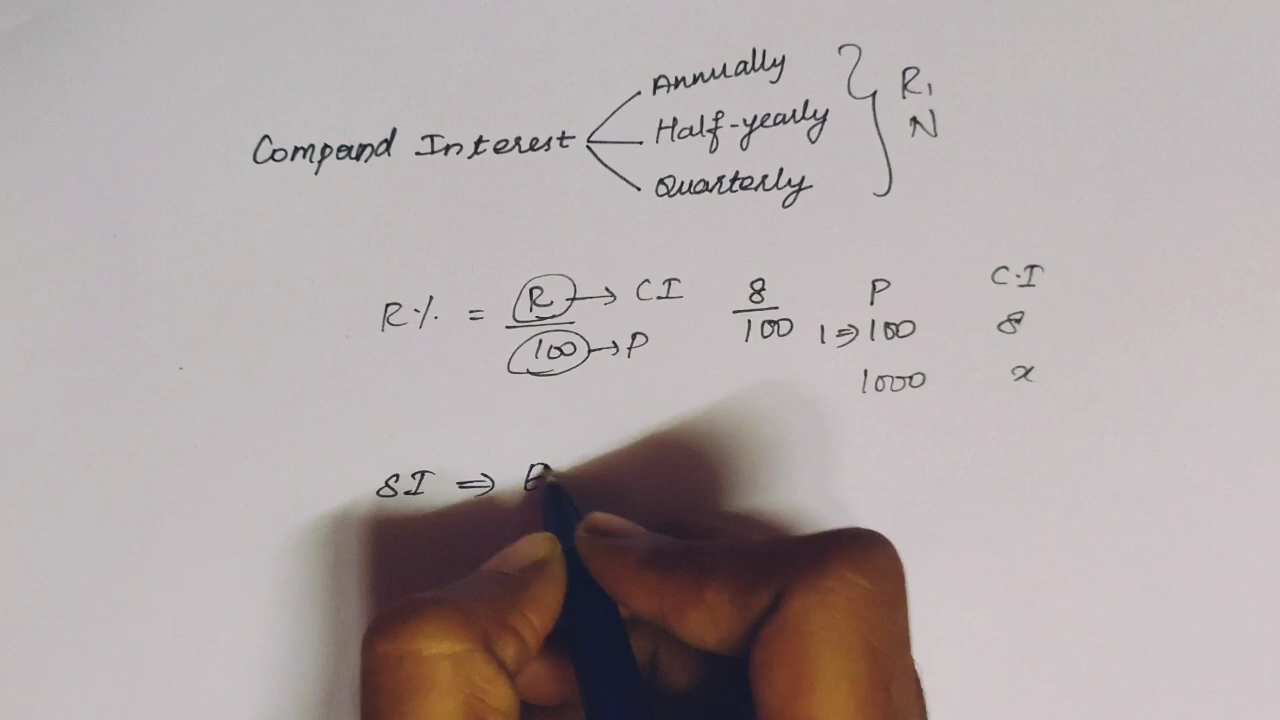 Annually
Compand Interest Half-yearly R, N
Quarterly
R% = R → CI 8 P C.I
100 → P 100 1 ⇒ 100 8
1000 x
SI ⇒